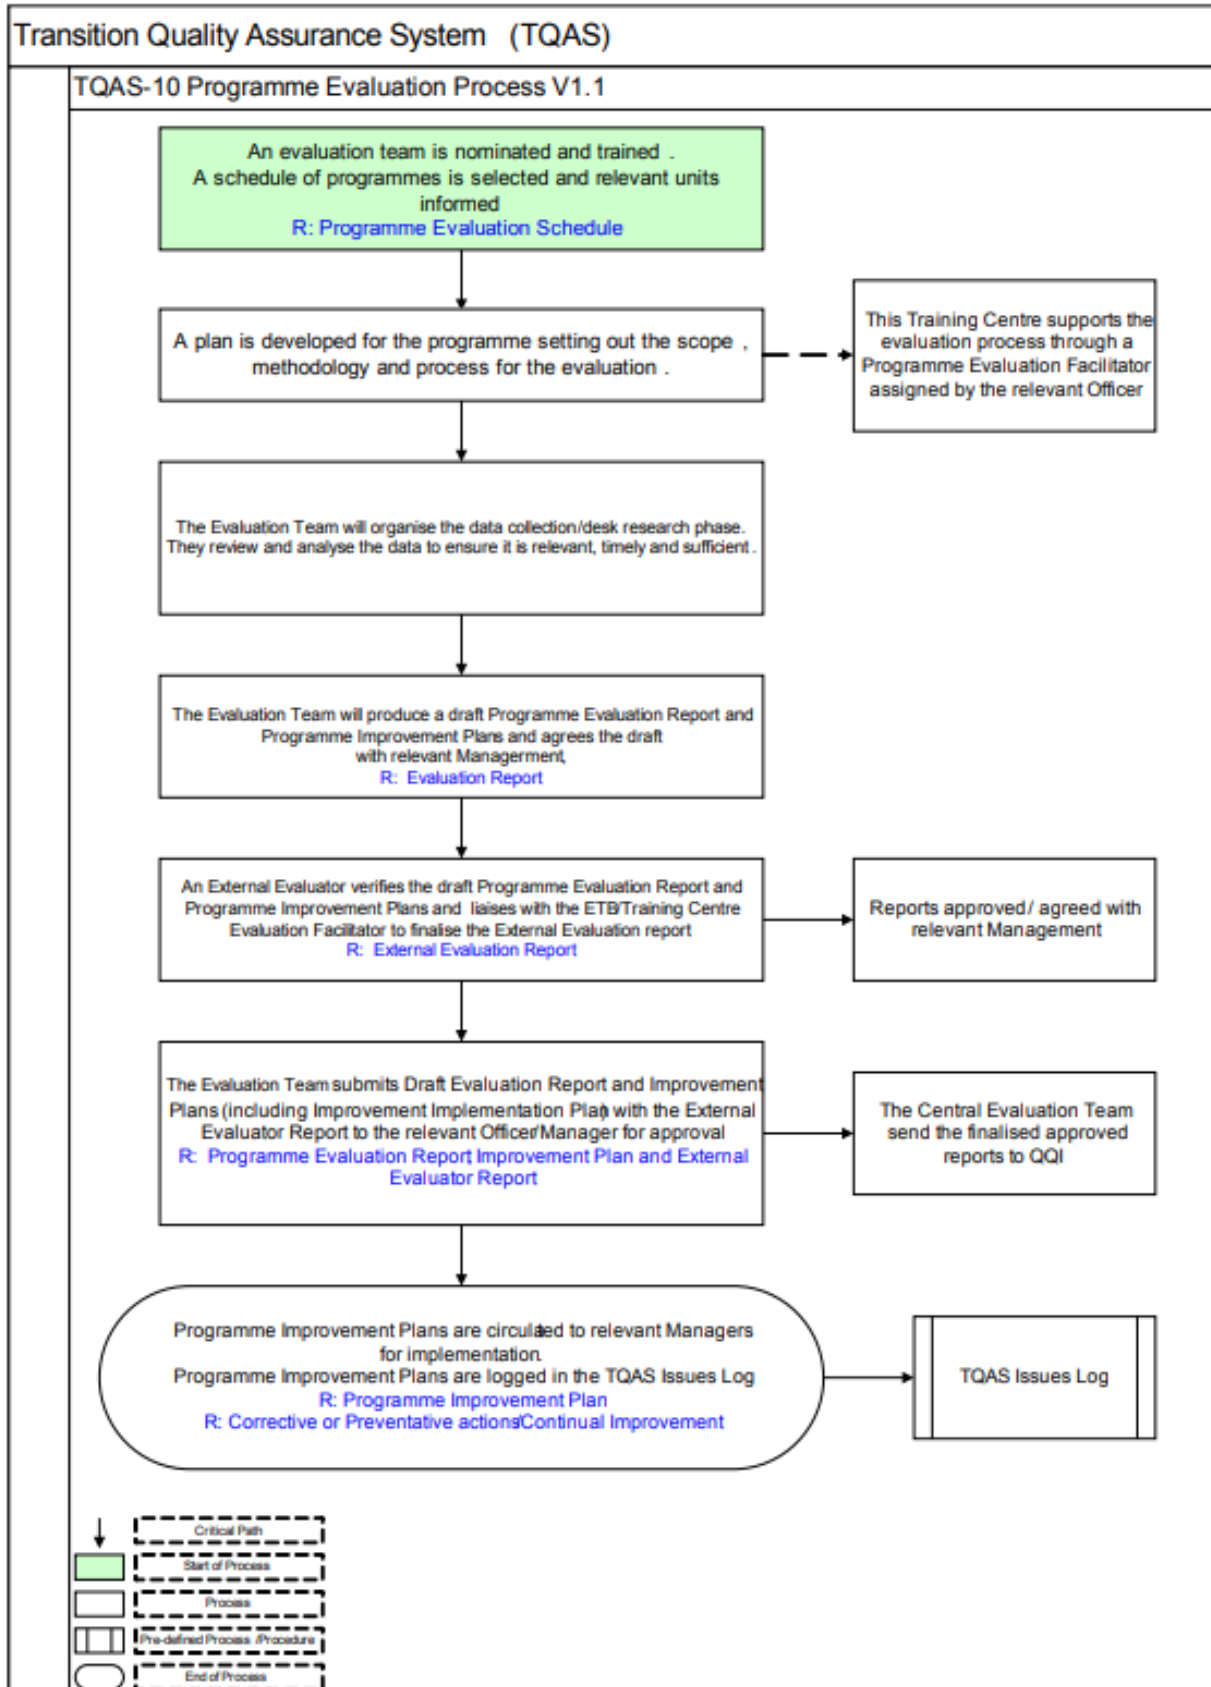 Transition Quality Assurance System (TQAS)
TQAS-10 Programme Evaluation Process V1.1
An evaluation team is nominated and trained .
A schedule of programmes is selected and relevant units
informed
R: Programme Evaluation Schedule
A plan is developed for the programme setting out the scope ,
methodology and process for the evaluation .
This Training Centre supports the
evaluation process through a
Programme Evaluation Facilitator
assigned by the relevant Officer
The Evaluation Team will organise the data collection/desk research phase.
They review and analyse the data to ensure it is relevant, timely and sufficient .
The Evaluation Team will produce a draft Programme Evaluation Report and
Programme Improvement Plans and agrees the draft
with relevant Managerment,
R: Evaluation Report
An External Evaluator verifies the draft Programme Evaluation Report and
Programme Improvement Plans and liaises with the ETB/Training Centre
Evaluation Facilitator to finalise the External Evaluation report
R: External Evaluation Report
Reports approved / agreed with
relevant Management
The Evaluation Team submits Draft Evaluation Report and Improvement
Plans (including Improvement Implementation Plan) with the External
Evaluator Report to the relevant Officer/Manager for approval
R: Programme Evaluation Report, Improvement Plan and External
Evaluator Report
The Central Evaluation Team
send the finalised approved
reports to QQI
Programme Improvement Plans are circulated to relevant Managers
for implementation.
Programme Improvement Plans are logged in the TQAS Issues Log
R: Programme Improvement Plan
R: Corrective or Preventative actions/Continual Improvement
TQAS Issues Log
Critical Path
Start of Process
Process
Pre-defined Process /Procedure
End of Process